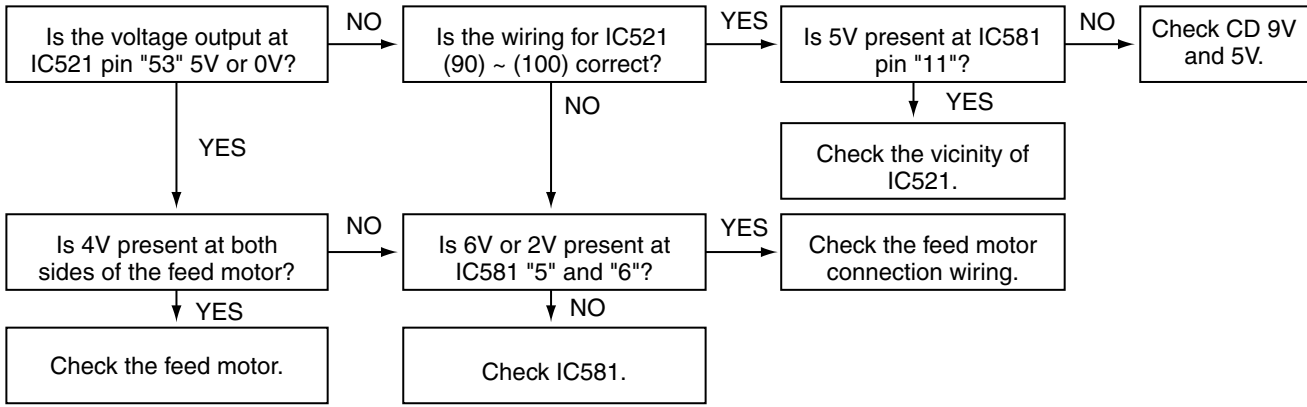 Is the voltage output at
IC521 pin "53" 5V or 0V?
NO
Is the wiring for IC521
(90) ~ (100) correct?
YES
Is 5V present at IC581
pin "11"?
NO
Check CD 9V
and 5V.
YES
NO
YES
Check the vicinity of
IC521.
Is 4V present at both
sides of the feed motor?
NO
Is 6V or 2V present at
IC581 "5" and "6"?
YES
Check the feed motor
connection wiring.
YES
NO
Check the feed motor.
Check IC581.